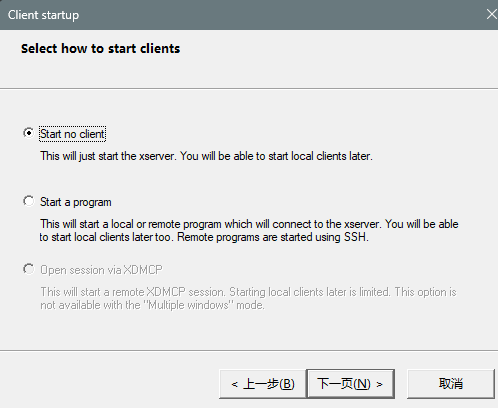 Client startup
Select how to start clients
Start no client
This will just start the xserver. You will be able to start local clients later.
Start a program
This will start a local or remote program which will connect to the xserver. You will be able
to start local clients later too. Remote programs are started using SSH.
Open session via XDMCP
This will start a remote XDMCP session. Starting local clients later is limited. This option is
not available with the "Multiple windows" mode.
< 上一步(B) 下一页(N) > 取消